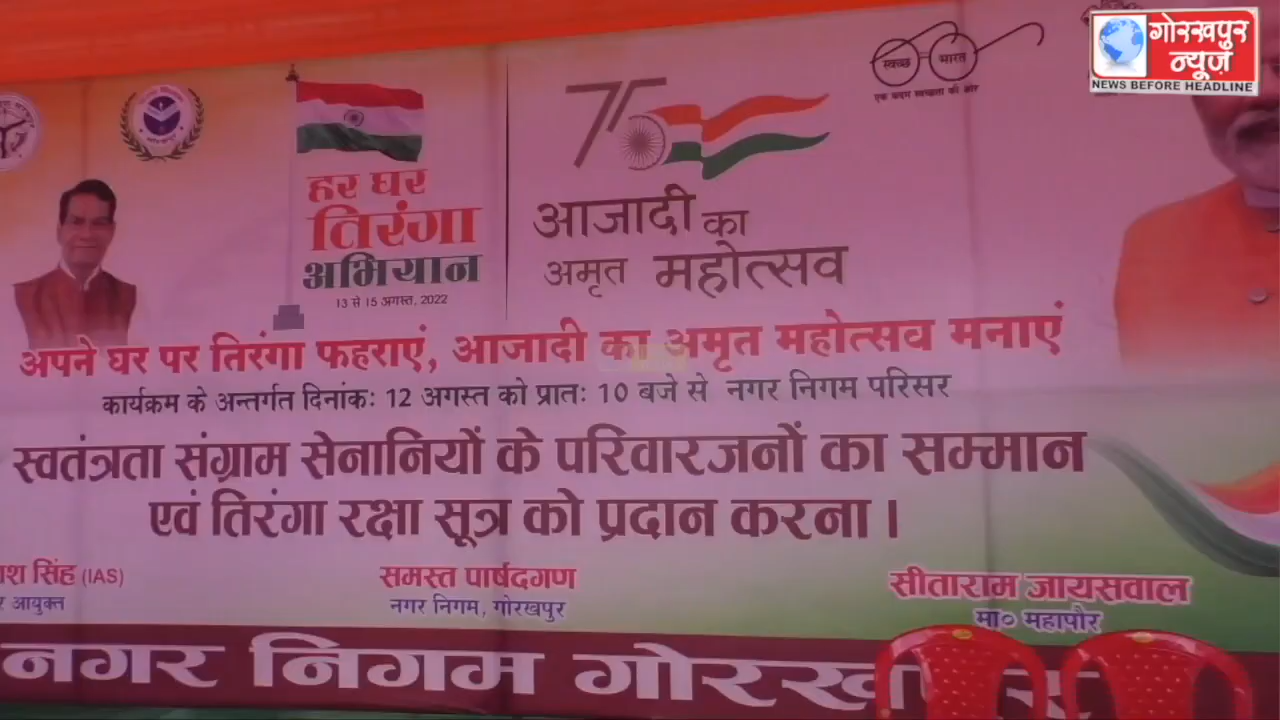 गोरखपुर
न्यूज़
NEWS BEFORE HEADLINE
स्वच्छ भारत
एक कदम स्वच्छता की ओर
75
हर घर
तिरंगा
अभियान
13 से 15 अगस्त, 2022
आजादी का
अमृत महोत्सव
अपने घर पर तिरंगा फहराएं, आजादी का अमृत महोत्सव मनाएं
कार्यक्रम के अन्तर्गत दिनांकः 12 अगस्त को प्रातः 10 बजे से नगर निगम परिसर
स्वतंत्रता संग्राम सेनानियों के परिवारजनों का सम्मान
एवं तिरंगा रक्षा सूत्र को प्रदान करना।
सिंह (IAS)
आयुक्त
समस्त पार्षदगण
नगर निगम, गोरखपुर
सीताराम जायसवाल
मा० महापौर
नगर निगम गोरखपुर